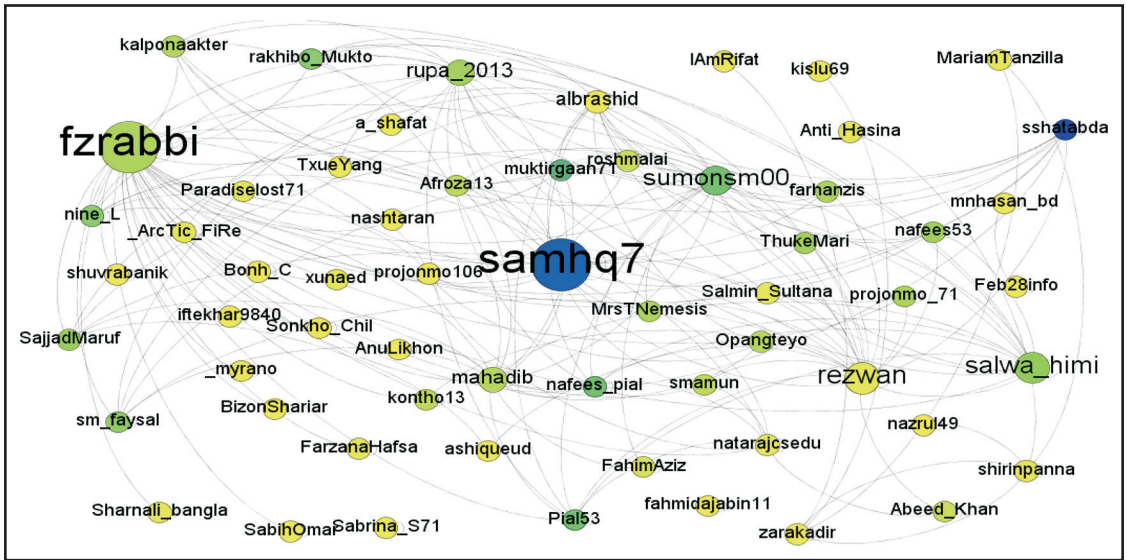 kalponaakter
rakhibo_Mukto
rupa_2013
IAmRifat
kislu69
MariamTanzilla
albrashid
fzrabbi
a_shafat
Anti_Hasina
sshatabda
TxueYang
muktirgaan71
roshmalai
sumonsm00
Paradiselost71
Afroza13
farhanzis
mnhasan_bd
nine_L
_ArcTic_FiRe
nashtaran
ThukeMari
nafees53
samhq7
shuvrabanik
Bonh_C
xunaed
projonmo106
Salmin_Sultana
projonmo_71
Feb28info
iftekhar9840
Sonkho_Chil
MrsTNemesis
SajjadMaruf
AnuLikhon
Opangteyo
_myrano
mahadib
nafees_pial
smamun
rezwan
salwa_himi
BizonShariar
kontho13
sm_faysal
nazrul49
FarzanaHafsa
ashiqueud
natarajcsedu
FahimAziz
shirinpanna
Sharnali_bangla
SabihOmar
Sabrina_S71
Pial53
fahmidajabin11
zarakadir
Abeed_Khan